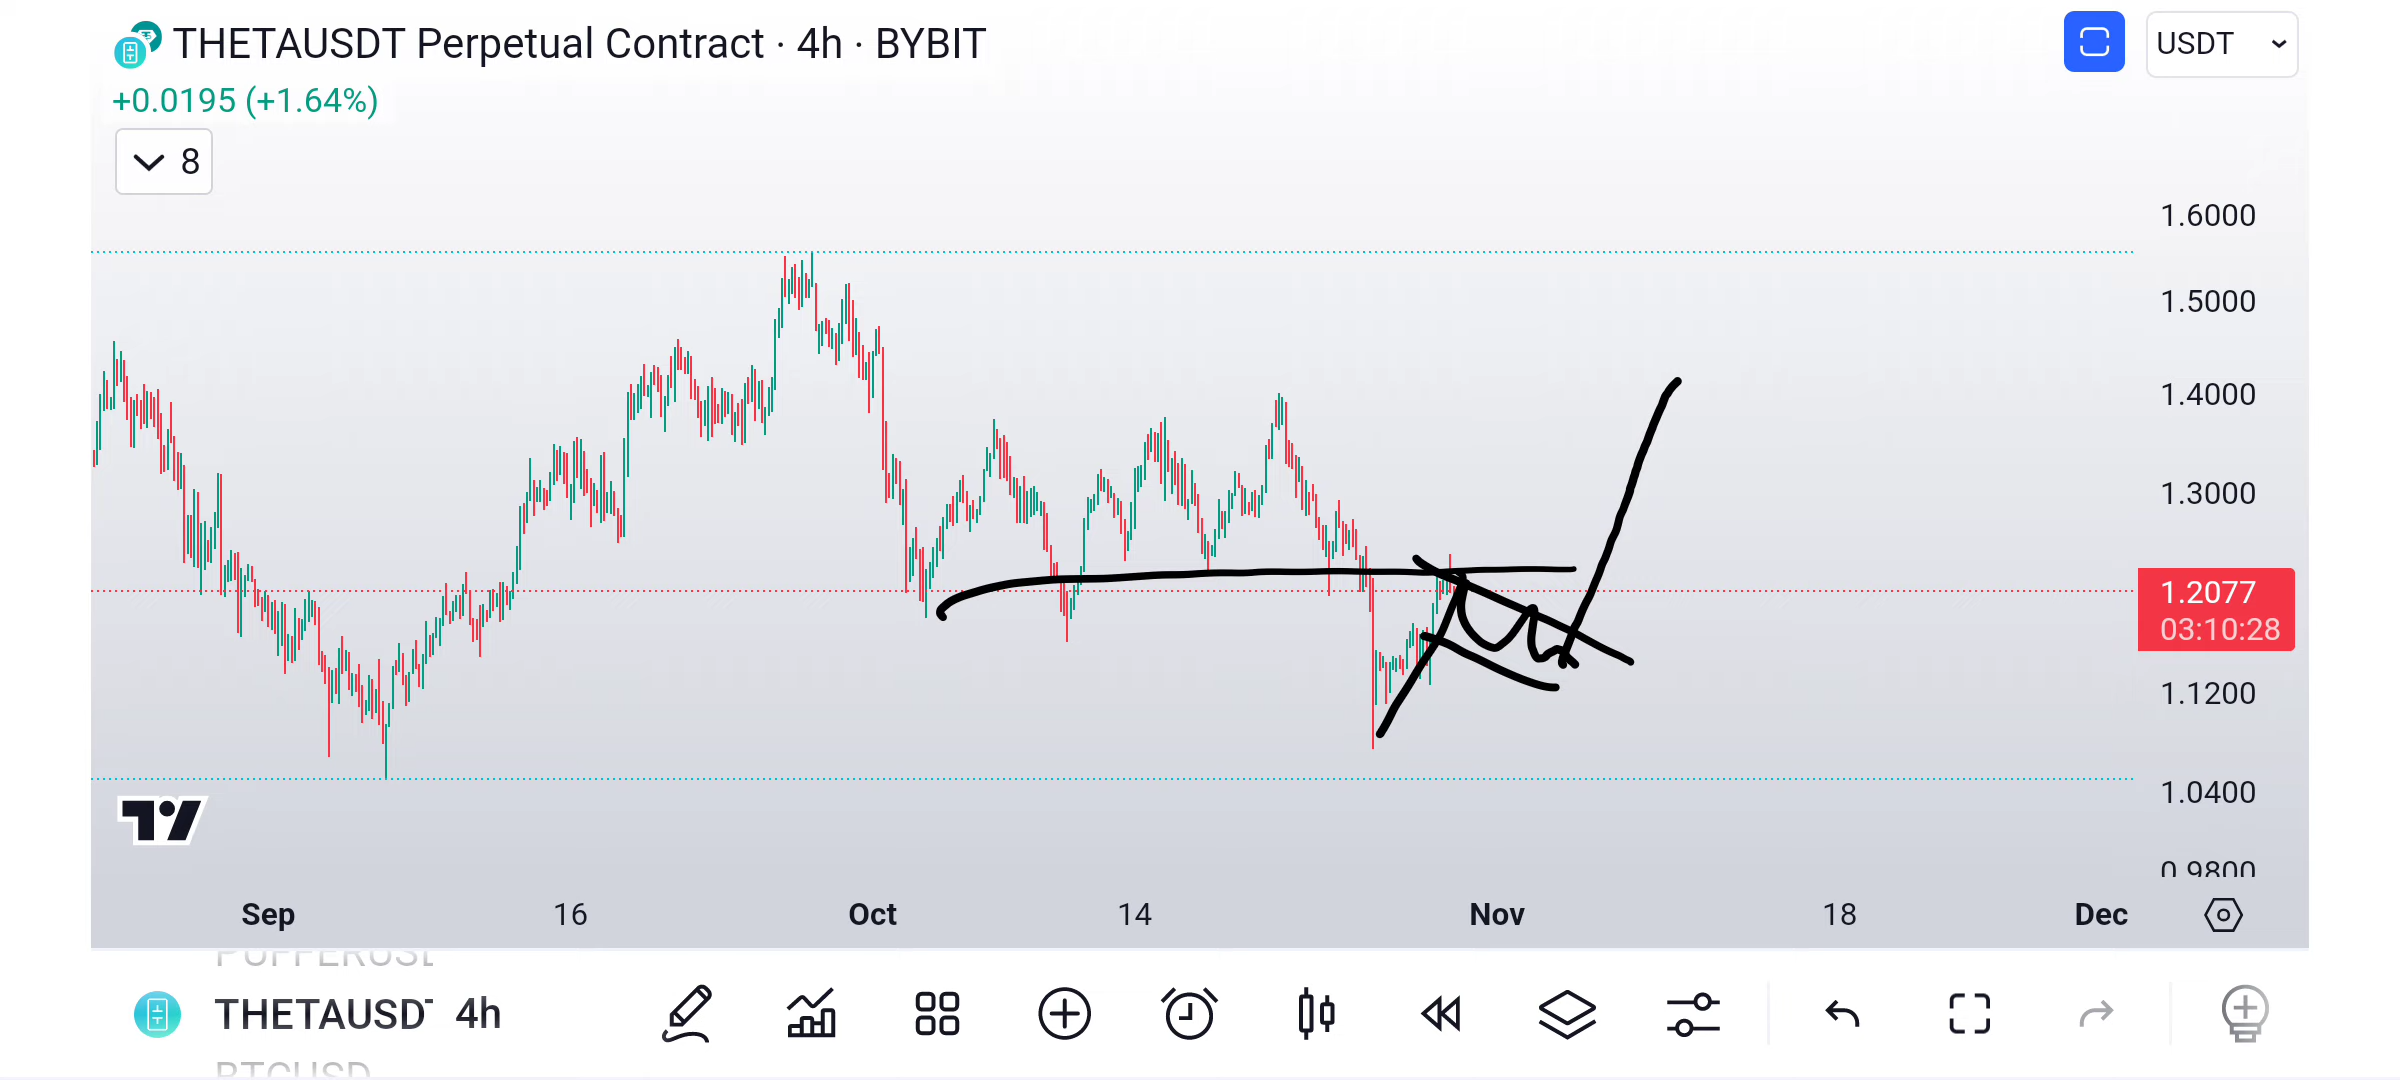 THETAUSDT Perpetual Contract · 4h · BYBIT
USDT
+0.0195 (+1.64%)
8
1.6000
1.5000
1.4000
1.3000
1.2077
03:10:28
1.1200
1.0400
0.9800
Sep 16 Oct 14 Nov 18 Dec
PUFFERUSD
THETAUSD 4h
BTCUSD